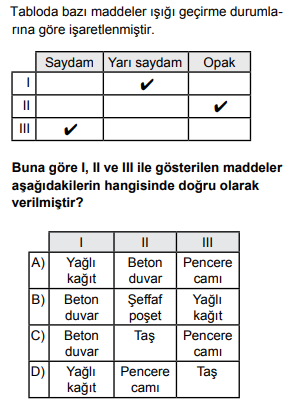 Tabloda bazı maddeler ışığı geçirme durumla-
rına göre işaretlenmiştir.
Saydam Yarı saydam Opak
I ✔
II ✔
III ✔
Buna göre I, II ve III ile gösterilen maddeler
aşağıdakilerin hangisinde doğru olarak
verilmiştir?
I II III
A) Yağlı Beton Pencere
kağıt duvar camı
B) Beton Şeffaf Yağlı
duvar poşet kağıt
C) Beton Taş Pencere
duvar camı
D) Yağlı Pencere Taş
kağıt camı